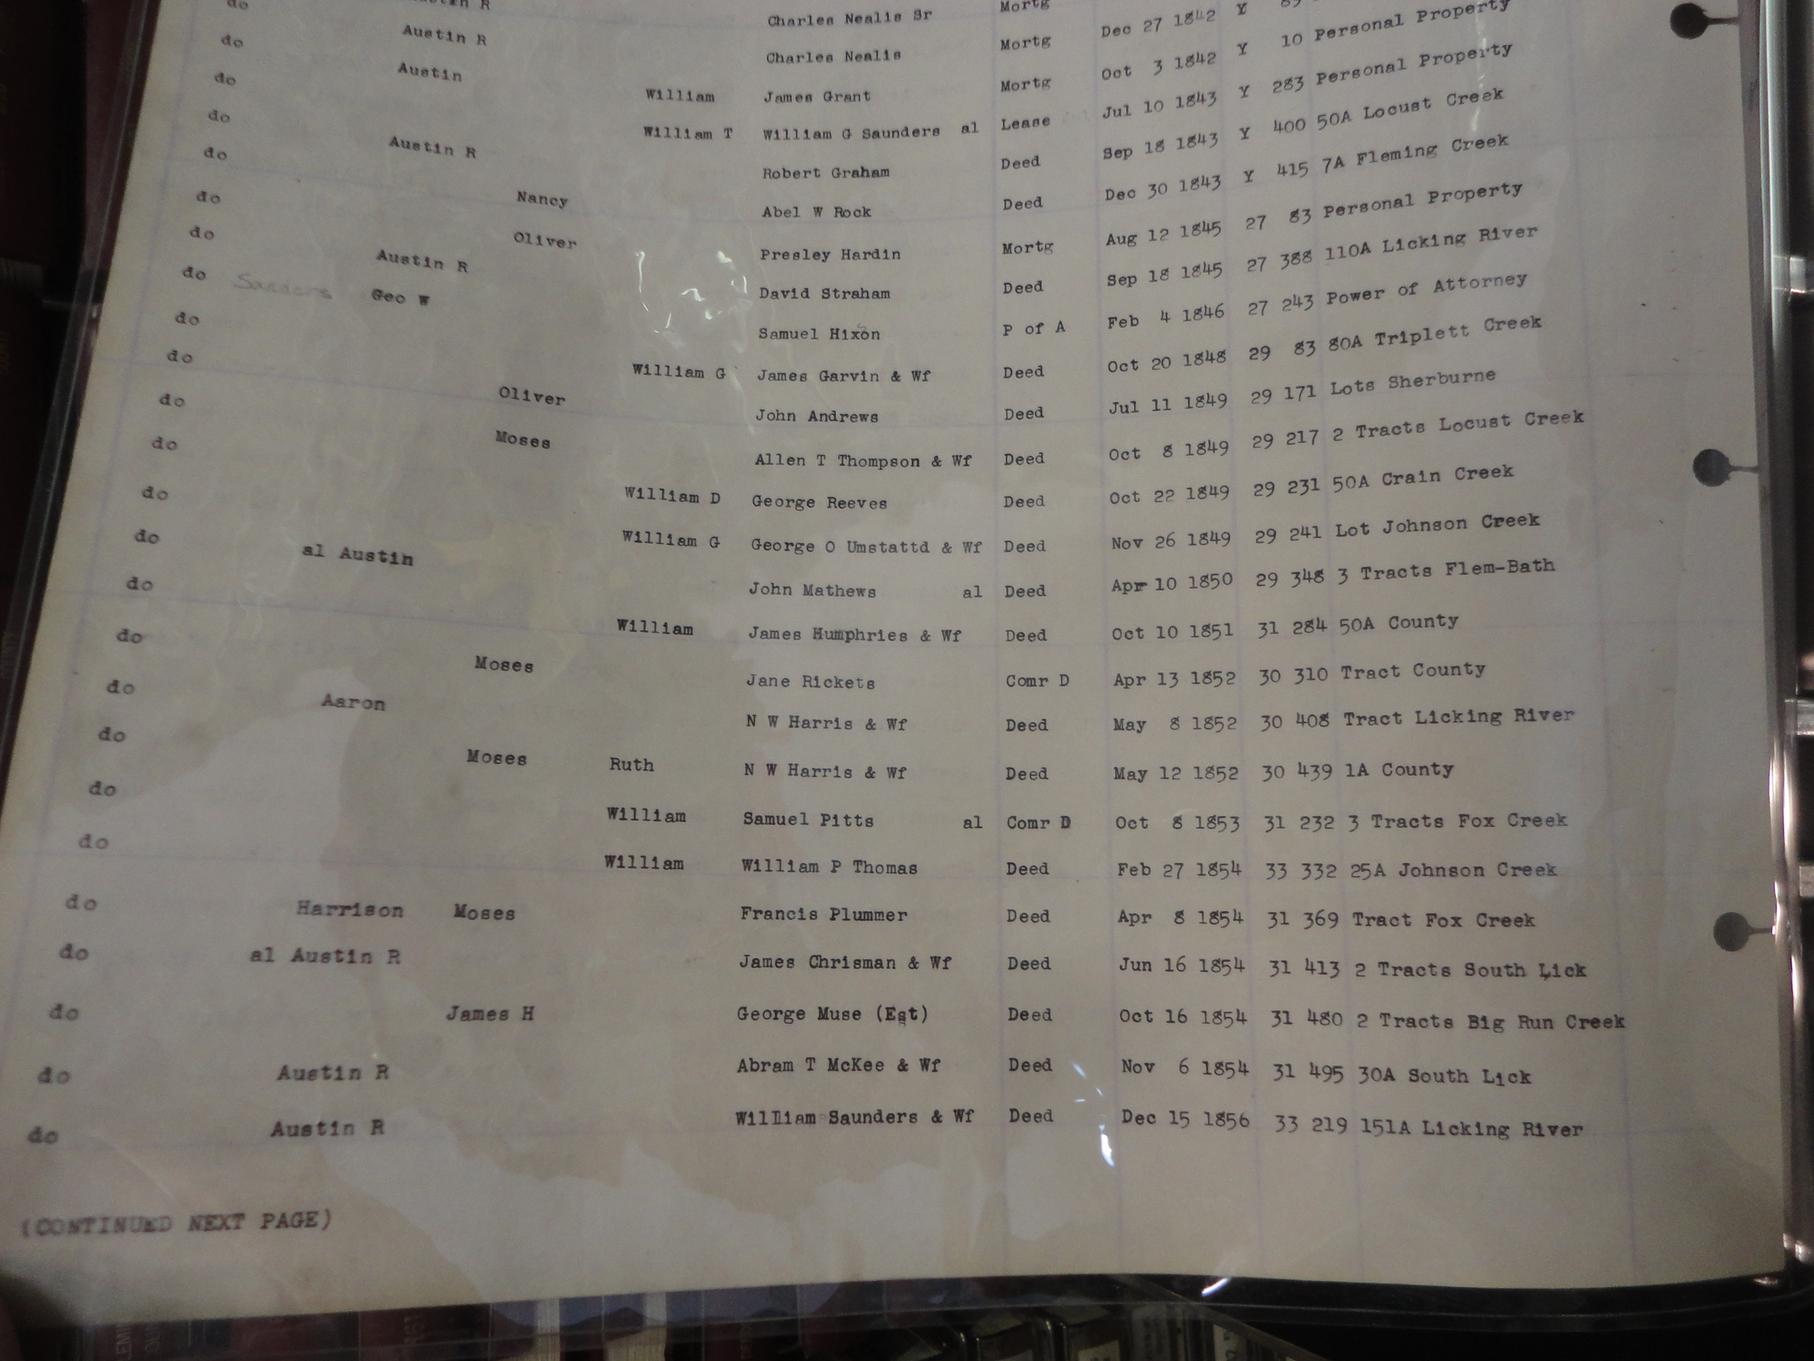 do Austin R Charles Nealis Sr Mortg
do Austin Charles Nealis Mortg Dec 27 1842 Y
do William James Grant Mortg Oct 3 1842 Y 10 Personal Property
do William T William G Saunders al Lease Jul 10 1843 Y 283 Personal Property
do Austin R Robert Graham Deed Sep 18 1843 Y 400 50A Locust Creek
do Nancy Abel W Rock Deed Dec 30 1843 Y 415 7A Fleming Creek
do Oliver Presley Hardin Mortg Aug 12 1845 27 83 Personal Property
do Austin R David Straham Deed Sep 18 1845 27 388 110A Licking River
do Saunders Geo W Samuel Hixon P of A Feb 4 1846 27 243 Power of Attorney
do William G James Garvin & Wf Deed Oct 20 1848 29 83 80A Triplett Creek
do Oliver John Andrews Deed Jul 11 1849 29 171 Lots Sherburne
do Moses Allen T Thompson & Wf Deed Oct 8 1849 29 217 2 Tracts Locust Creek
do William D George Reeves Deed Oct 22 1849 29 231 50A Crain Creek
do William G George O Umstattd & Wf Deed Nov 26 1849 29 241 Lot Johnson Creek
do al Austin John Mathews al Deed Apr 10 1850 29 348 3 Tracts Flem-Bath
do William James Humphries & Wf Deed Oct 10 1851 31 284 50A County
do Moses Jane Rickets Comr D Apr 13 1852 30 310 Tract County
do Aaron N W Harris & Wf Deed May 8 1852 30 408 Tract Licking River
do Moses Ruth N W Harris & Wf Deed May 12 1852 30 439 1A County
do William Samuel Pitts al Comr D Oct 8 1853 31 232 3 Tracts Fox Creek
do William William P Thomas Deed Feb 27 1854 33 332 25A Johnson Creek
do Harrison Moses Francis Plummer Deed Apr 8 1854 31 369 Tract Fox Creek
do al Austin R James Chrisman & Wf Deed Jun 16 1854 31 413 2 Tracts South Lick
do James H George Muse (Est) Deed Oct 16 1854 31 480 2 Tracts Big Run Creek
do Austin R Abram T McKee & Wf Deed Nov 6 1854 31 495 30A South Lick
do Austin R William Saunders & Wf Deed Dec 15 1856 33 219 151A Licking River
(CONTINUED NEXT PAGE)